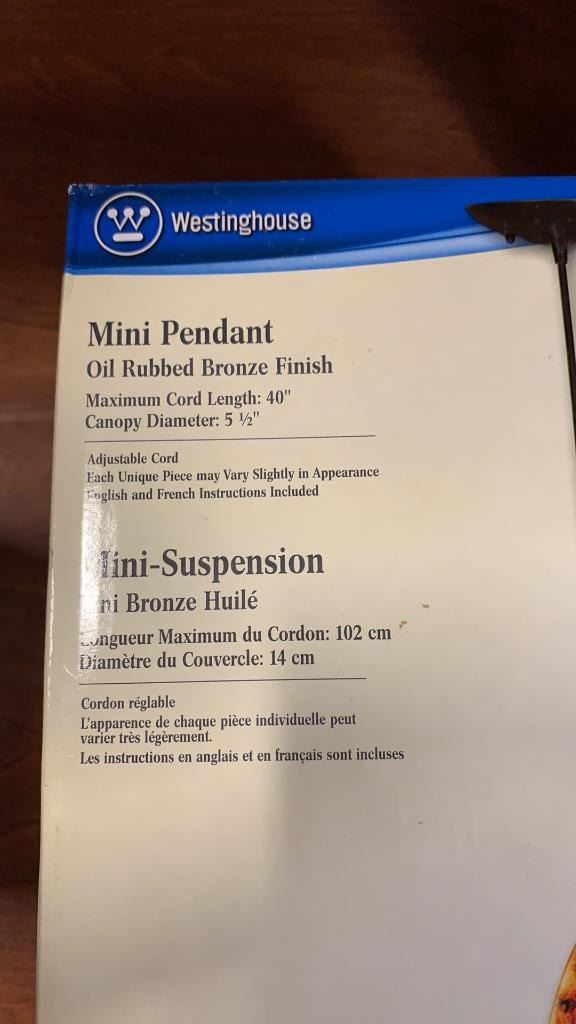 Westinghouse
Mini Pendant
Oil Rubbed Bronze Finish
Maximum Cord Length: 40"
Canopy Diameter: 5 ½"
Adjustable Cord
Each Unique Piece may Vary Slightly in Appearance
English and French Instructions Included
Mini-Suspension
Fini Bronze Huilé
Longueur Maximum du Cordon: 102 cm
Diamètre du Couvercle: 14 cm
Cordon réglable
L'apparence de chaque pièce individuelle peut
varier très légèrement.
Les instructions en anglais et en français sont incluses